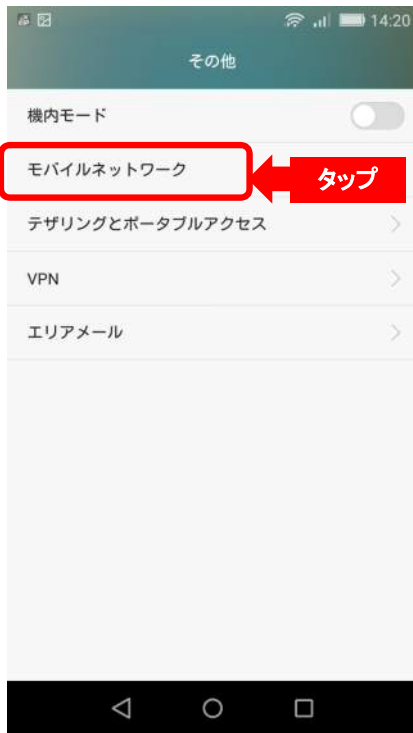 14:20
その他
機内モード
モバイルネットワーク
タップ
テザリングとポータブルアクセス
VPN
エリアメール